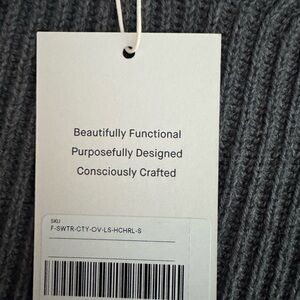 Beautifully Functional
Purposefully Designed
Consciously Crafted
SKU
F-SWTR-CTY-OV-LS-HCHRL-S